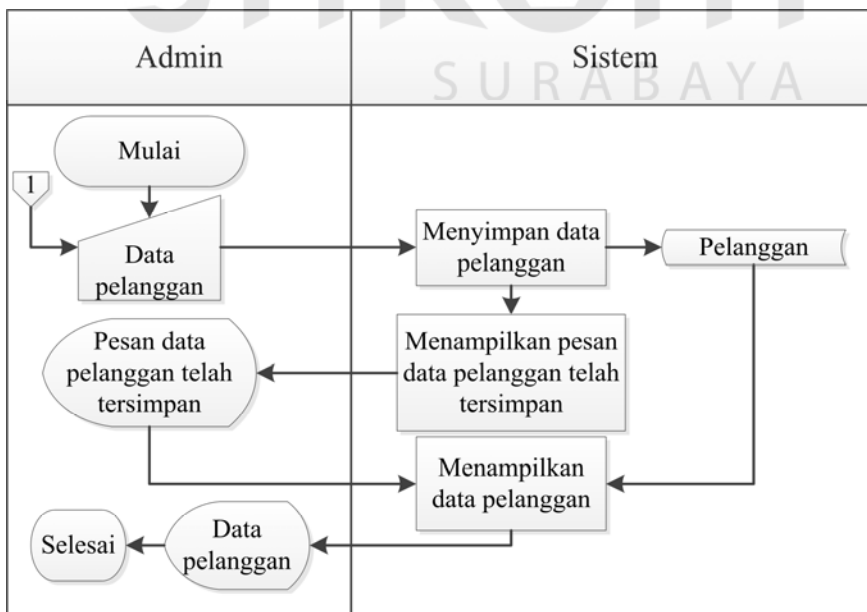 Admin
Sistem
SURABAYA
Mulai
1
Data
pelanggan
Menyimpan data
pelanggan
Pelanggan
Pesan data
pelanggan telah
tersimpan
Menampilkan pesan
data pelanggan telah
tersimpan
Menampilkan
data pelanggan
Selesai
Data
pelanggan